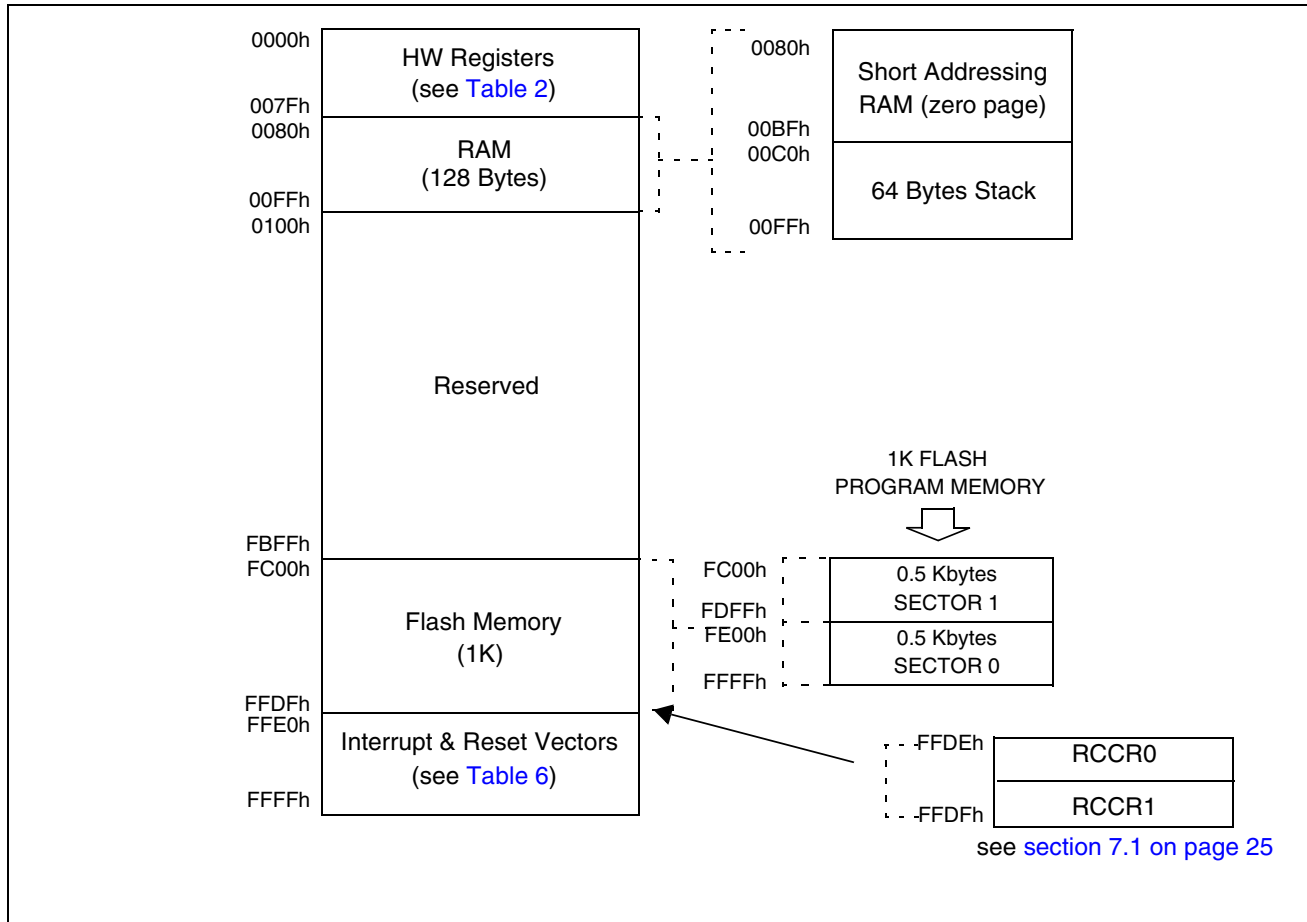 0000h
HW Registers
(see Table 2)
007Fh
0080h
RAM
(128 Bytes)
00FFh
0100h
Reserved
FBFFh
FC00h
Flash Memory
(1K)
FFDFh
FFE0h
Interrupt & Reset Vectors
(see Table 6)
FFFFh
0080h
Short Addressing
RAM (zero page)
00BFh
00C0h
64 Bytes Stack
00FFh
1K FLASH
PROGRAM MEMORY
FC00h
0.5 Kbytes
SECTOR 1
FDFFh
FE00h
0.5 Kbytes
SECTOR 0
FFFFh
FFDEh
RCCR0
RCCR1
FFDFh
see section 7.1 on page 25